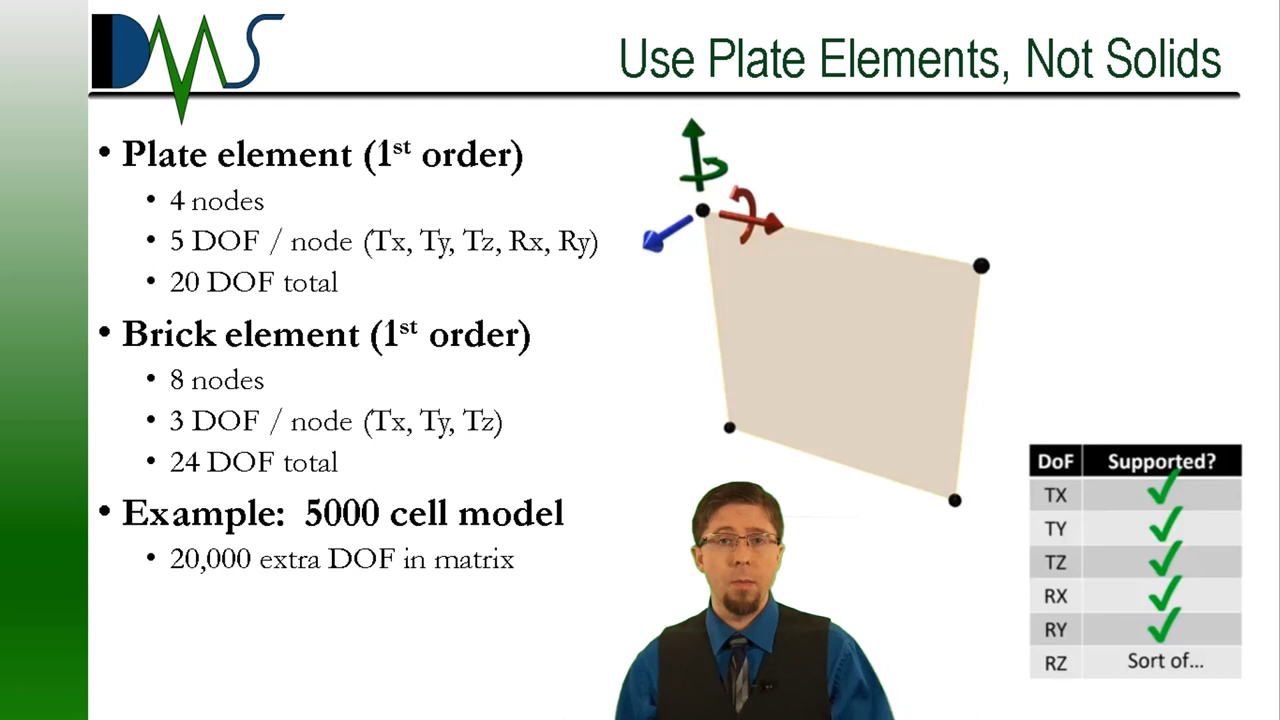 DMS
Use Plate Elements, Not Solids
• Plate element (1st order)
• 4 nodes
• 5 DOF / node (Tx, Ty, Tz, Rx, Ry)
• 20 DOF total
• Brick element (1st order)
• 8 nodes
• 3 DOF / node (Tx, Ty, Tz)
• 24 DOF total
• Example: 5000 cell model
• 20,000 extra DOF in matrix
DoF Supported?
TX ✓
TY ✓
TZ ✓
RX ✓
RY ✓
RZ Sort of...